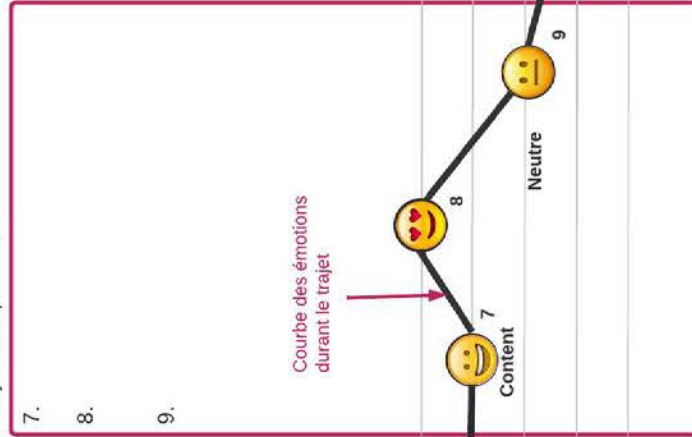 7.
8.
9.
Courbe des émotions
durant le trajet
8
7
Content
9
Neutre